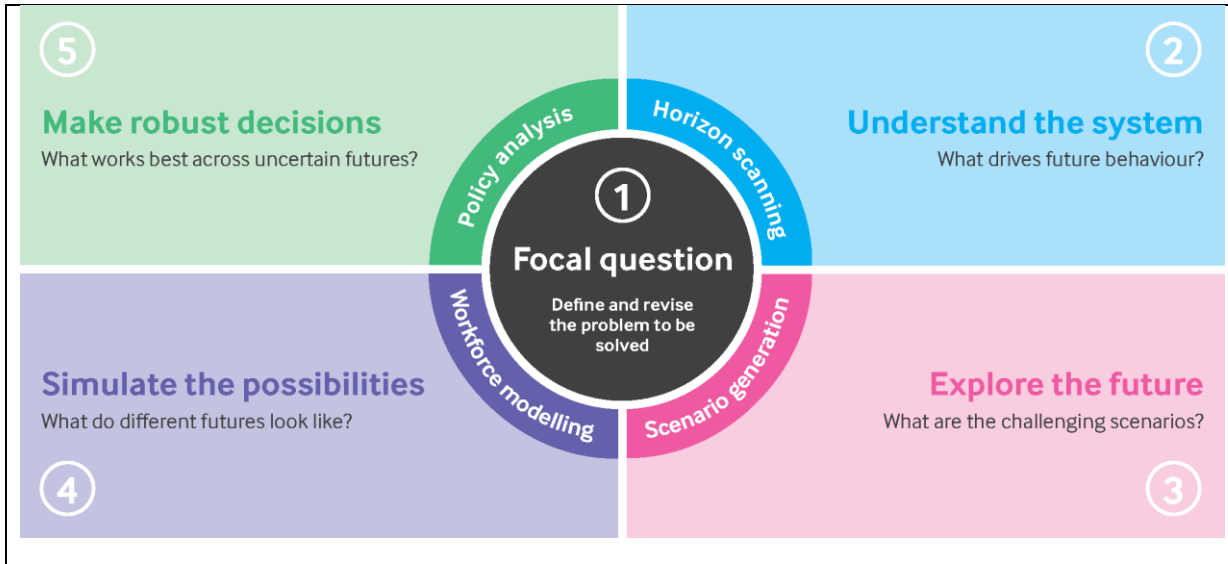 1
Focal question
Define and revise
the problem to be
solved
2
Understand the system
What drives future behaviour?
Horizon scanning
3
Explore the future
What are the challenging scenarios?
Scenario generation
4
Simulate the possibilities
What do different futures look like?
Workforce modelling
5
Make robust decisions
What works best across uncertain futures?
Policy analysis